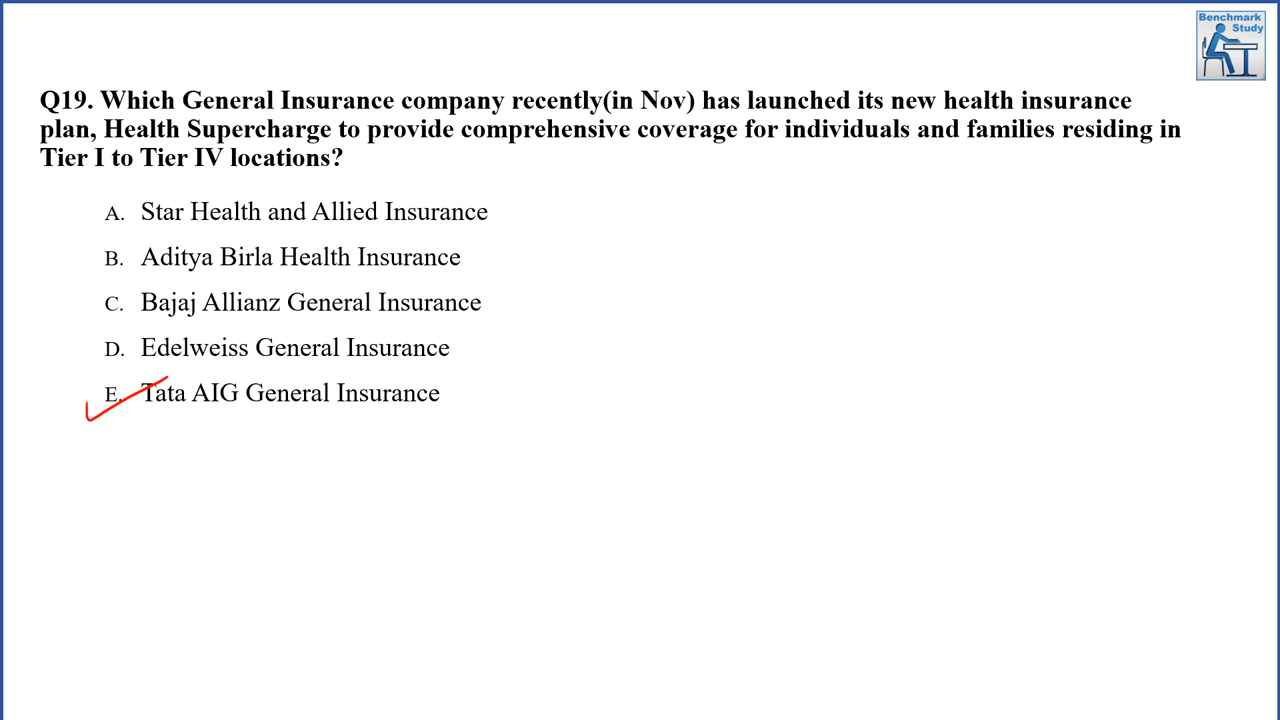 Benchmark
Study
Q19. Which General Insurance company recently(in Nov) has launched its new health insurance
plan, Health Supercharge to provide comprehensive coverage for individuals and families residing in
Tier I to Tier IV locations?
A. Star Health and Allied Insurance
B. Aditya Birla Health Insurance
C. Bajaj Allianz General Insurance
D. Edelweiss General Insurance
E. Tata AIG General Insurance